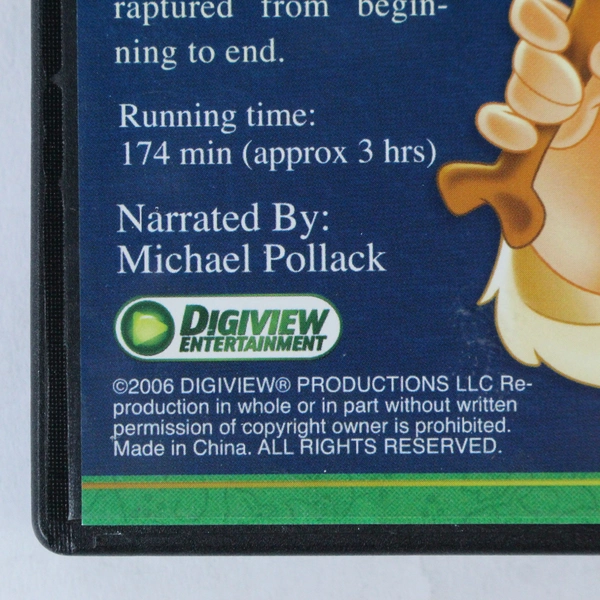 raptured from begin-
ning to end.
Running time:
174 min (approx 3 hrs)
Narrated By:
Michael Pollack
DIGIVIEW
ENTERTAINMENT
©2006 DIGIVIEW® PRODUCTIONS LLC Re-
production in whole or in part without written
permission of copyright owner is prohibited.
Made in China. ALL RIGHTS RESERVED.